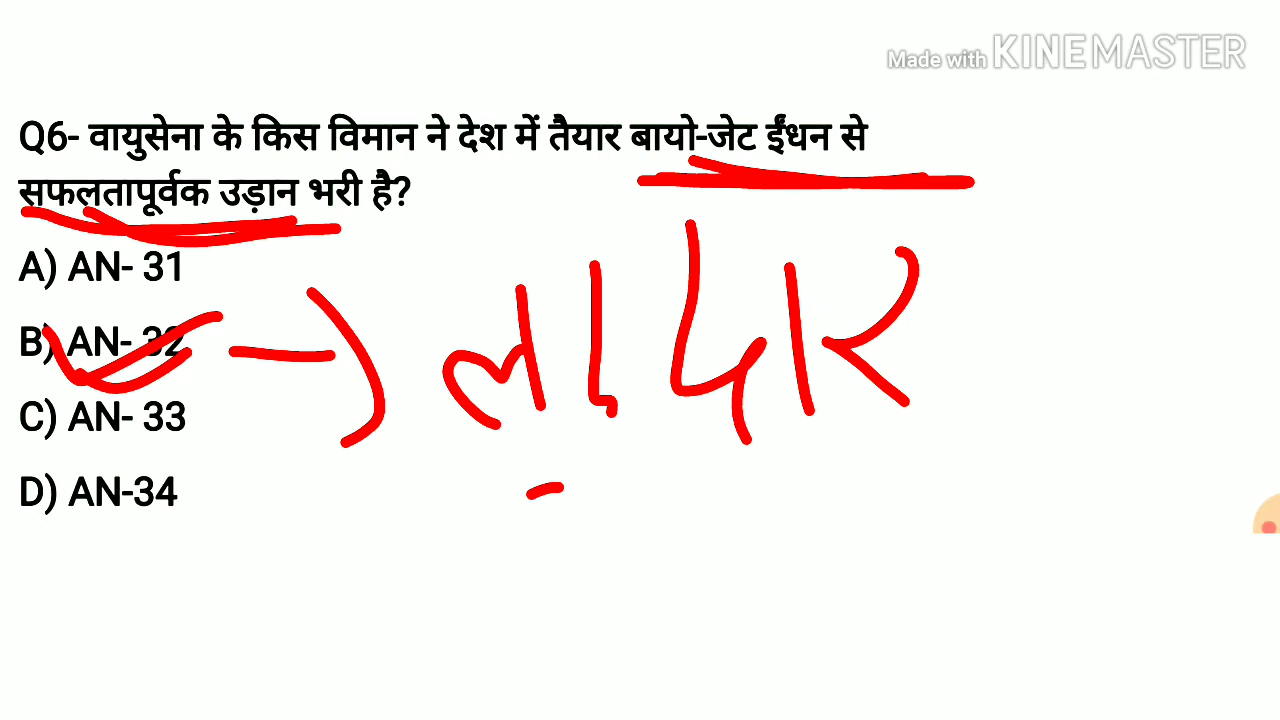 Made with KINEMASTER
Q6- वायुसेना के किस विमान ने देश में तैयार बायो-जेट ईंधन से
सफलतापूर्वक उड़ान भरी है?
A) AN- 31
B) AN- 32
C) AN- 33
D) AN-34